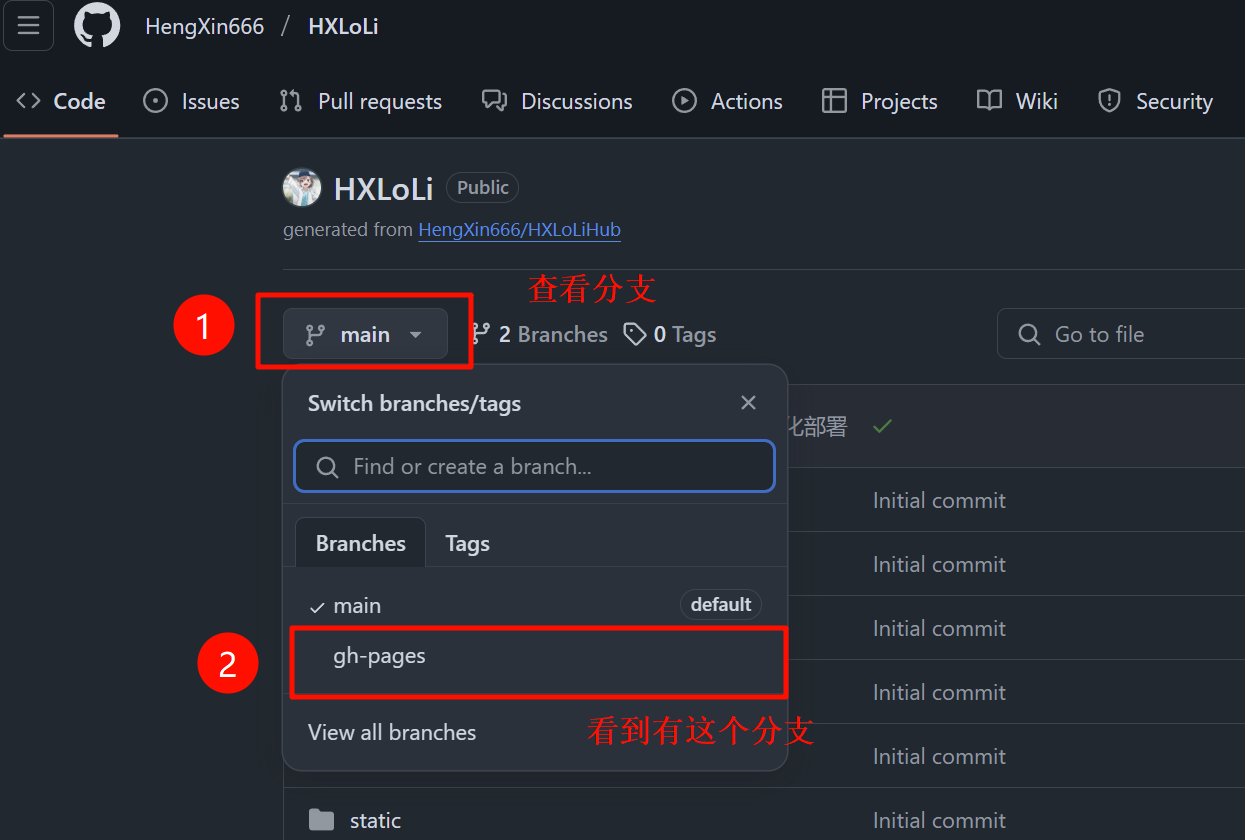 HengXin666 / HXLoLi
Code Issues Pull requests Discussions Actions Projects Wiki Security
HXLoLi Public
generated from HengXin666/HXLoLiHub
查看分支
1
main 2 Branches 0 Tags Go to file
Switch branches/tags
化部署
Find or create a branch...
Initial commit
Branches Tags
Initial commit
main default
Initial commit
2
gh-pages
Initial commit
View all branches
看到有这个分支
Initial commit
static Initial commit